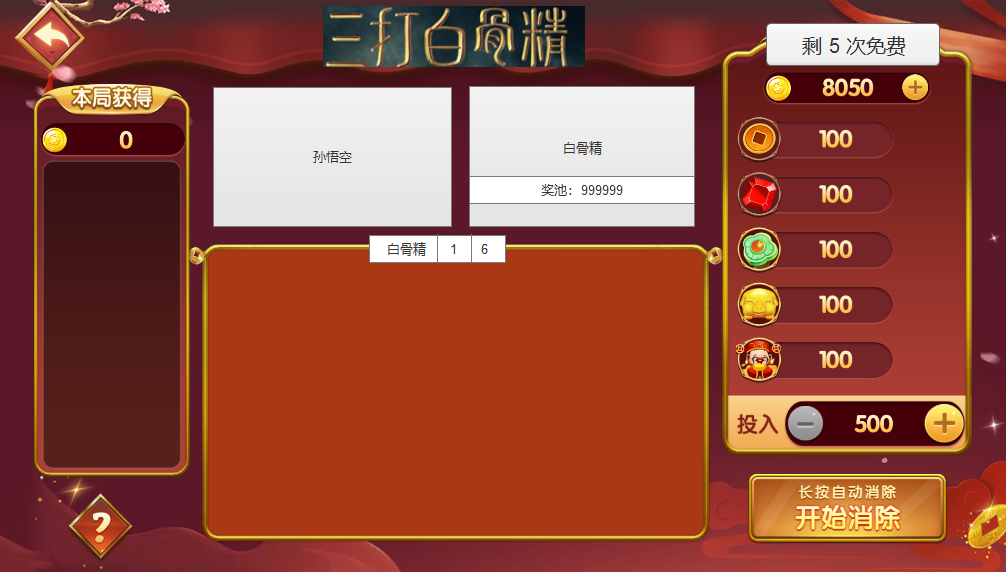 三打白骨精
剩 5 次免费
本局获得
0
8050
孙悟空
白骨精
奖池：999999
100
100
100
100
100
白骨精 1 6
投入 500
?
长按自动消除
开始消除